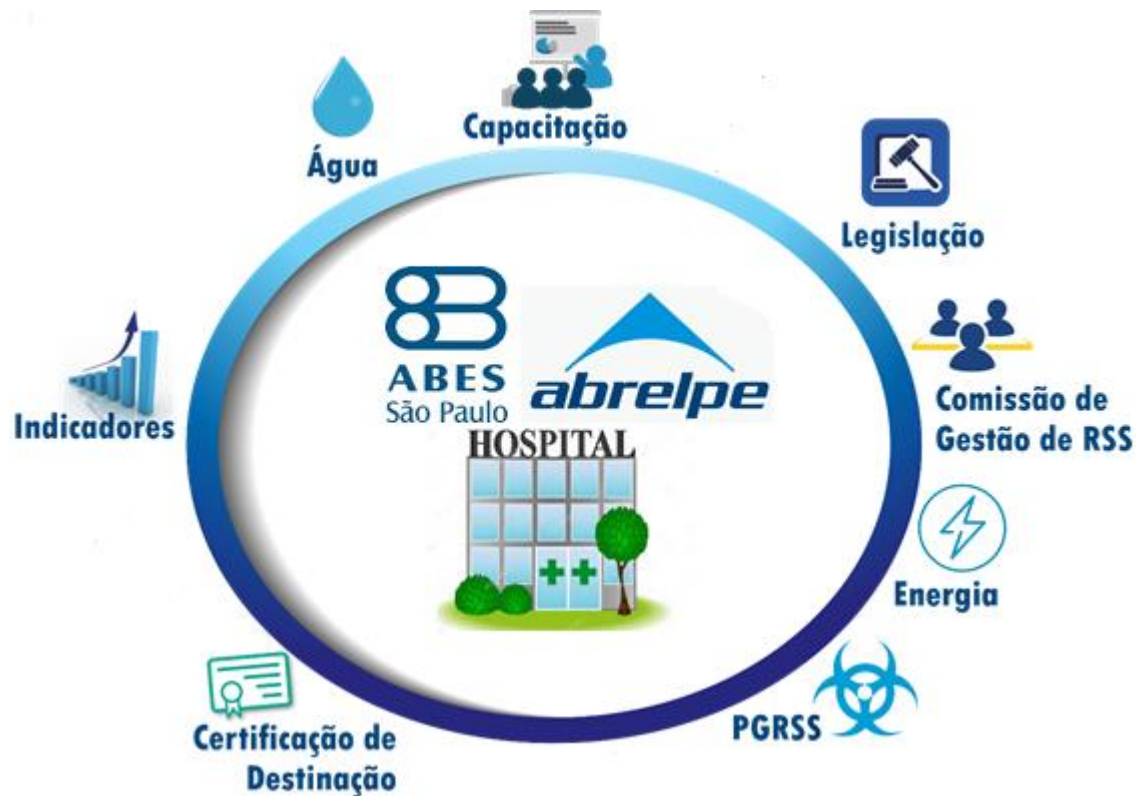 Capacitação
Água
Legislação
ABES
São Paulo
abrelpe
HOSPITAL
Indicadores
Comissão de
Gestão de RSS
Energia
PGRSS
Certificação de
Destinação